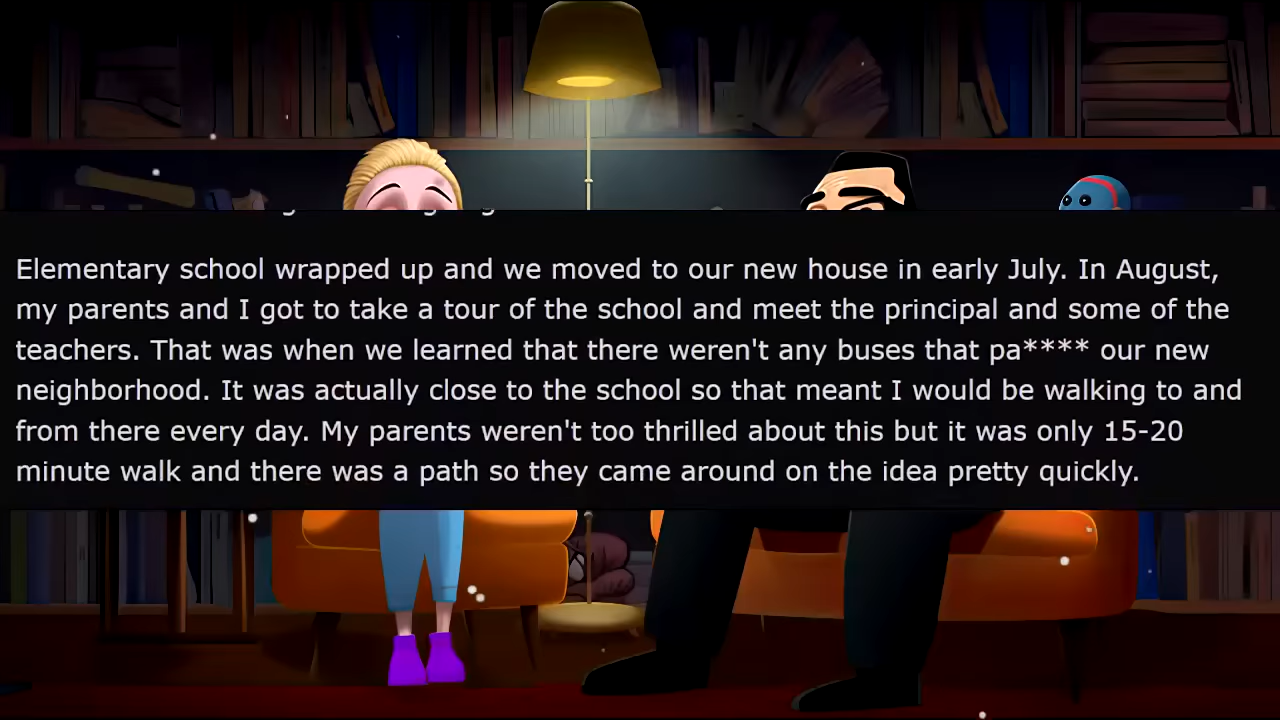 Elementary school wrapped up and we moved to our new house in early July. In August,
my parents and I got to take a tour of the school and meet the principal and some of the
teachers. That was when we learned that there weren't any buses that pa**** our new
neighborhood. It was actually close to the school so that meant I would be walking to and
from there every day. My parents weren't too thrilled about this but it was only 15-20
minute walk and there was a path so they came around on the idea pretty quickly.